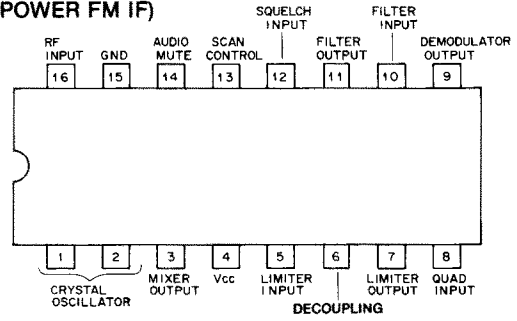 POWER FM IF)
SQUELCH
INPUT
FILTER
INPUT
RF
INPUT
GND
AUDIO
MUTE
SCAN
CONTROL
FILTER
OUTPUT
DEMODULATOR
OUTPUT
16 15 14 13 12 11 10 9
1 2 3 4 5 6 7 8
CRYSTAL
OSCILLATOR
MIXER
OUTPUT
Vcc
LIMITER
INPUT
DECOUPLING
LIMITER
OUTPUT
QUAD
INPUT